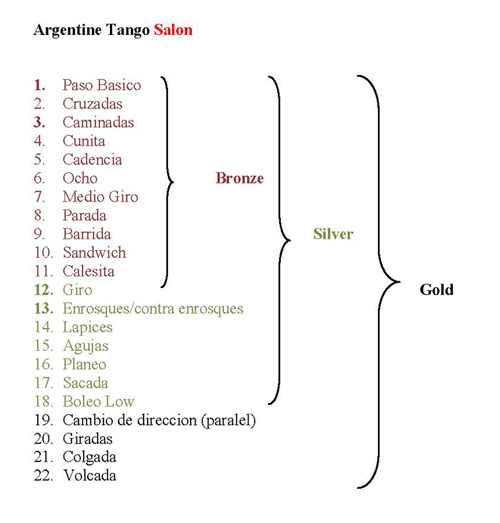 Argentine Tango Salon
1. Paso Basico
2. Cruzadas
3. Caminadas
4. Cunita
5. Cadencia
6. Ocho
Bronze
7. Medio Giro
8. Parada
9. Barrida
Silver
10. Sandwich
11. Calesita
12. Giro
Gold
13. Enrosques/contra enrosques
14. Lapices
15. Agujas
16. Planeo
17. Sacada
18. Boleo Low
19. Cambio de direccion (paralel)
20. Giradas
21. Colgada
22. Volcada